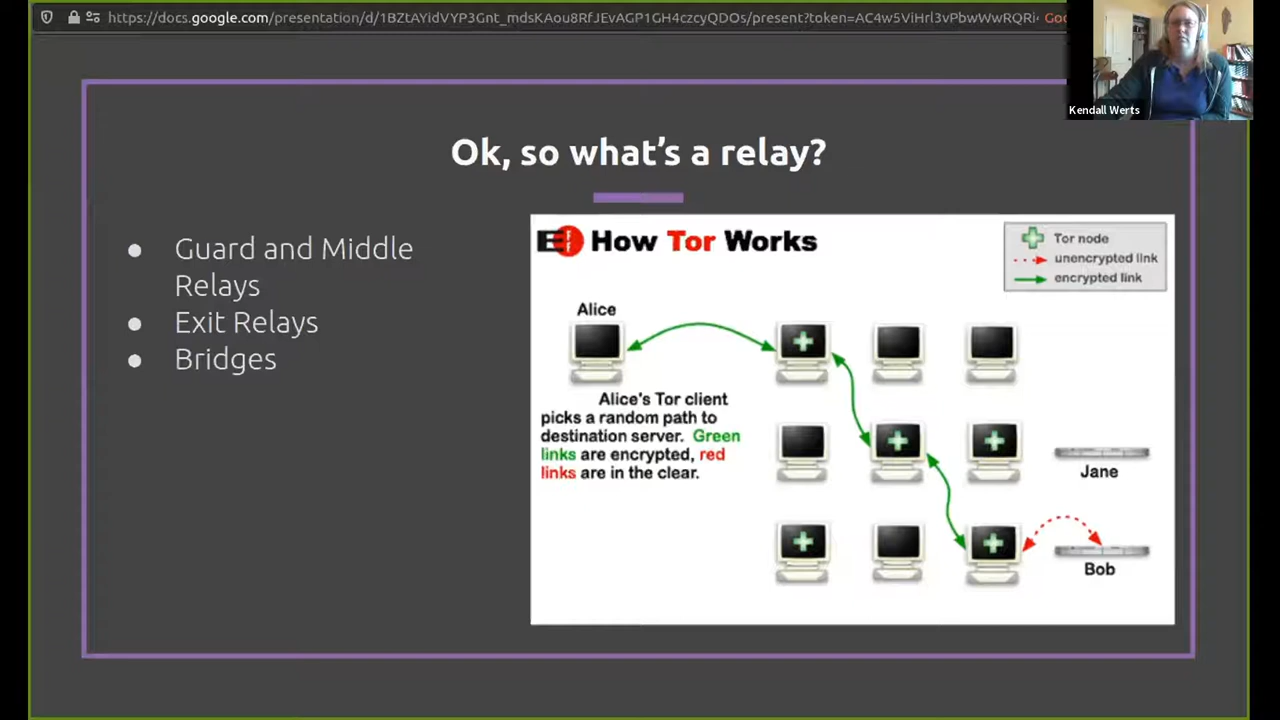 https://docs.google.com/presentation/d/1BZtAYidVYP3Gnt_mdsKAou8RfJEvAGP1GH4czcyQDOs/present?token=AC4w5ViHrl3vPbwWwRQRi
Kendall Werts
Ok, so what's a relay?
● Guard and Middle
Relays
● Exit Relays
● Bridges
EFF How Tor Works
Tor node
unencrypted link
encrypted link
Alice
Alice's Tor client
picks a random path to
destination server. Green
links are encrypted, red
links are in the clear.
Jane
Bob